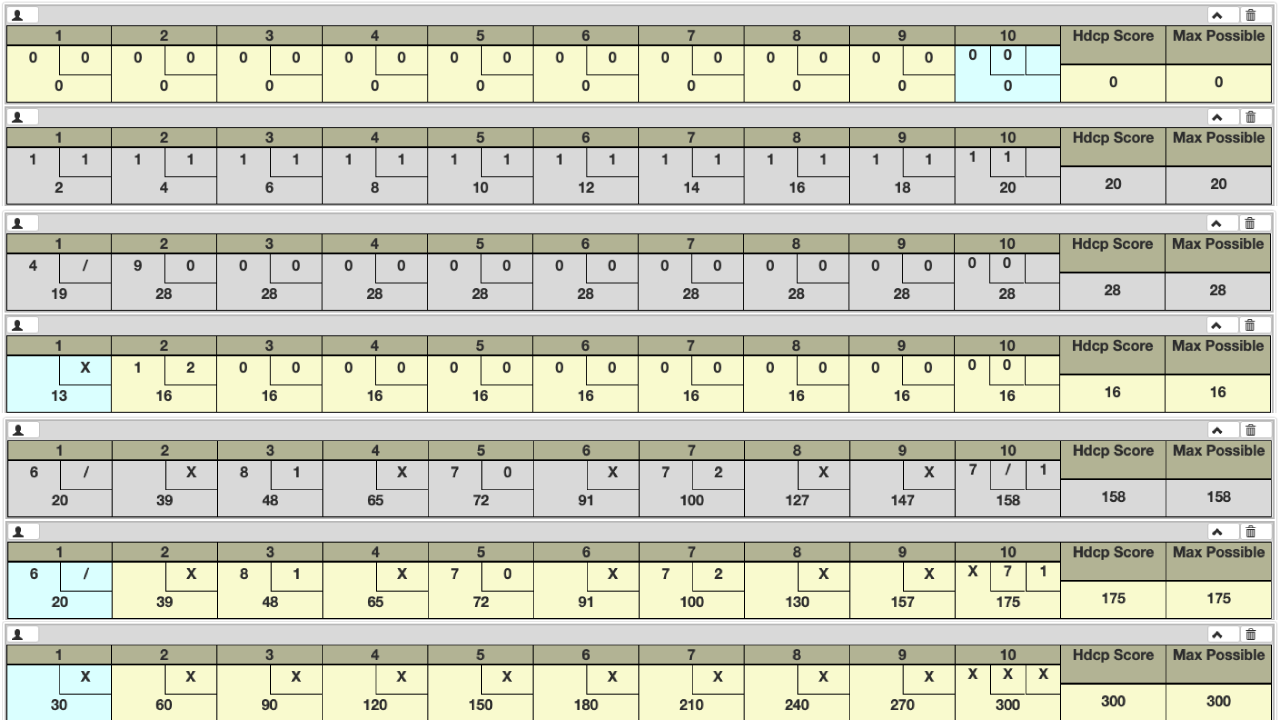 1 2 3 4 5 6 7 8 9 10 Hdcp Score Max Possible
0 0 0 0 0 0 0 0 0 0 0 0 0 0 0 0 0 0 0 0
0 0 0 0 0 0 0 0 0 0 0 0
1 2 3 4 5 6 7 8 9 10 Hdcp Score Max Possible
1 1 1 1 1 1 1 1 1 1 1 1 1 1 1 1 1 1 1 1
2 4 6 8 10 12 14 16 18 20 20 20
1 2 3 4 5 6 7 8 9 10 Hdcp Score Max Possible
4 / 9 0 0 0 0 0 0 0 0 0 0 0 0 0 0 0 0 0
19 28 28 28 28 28 28 28 28 28 28 28
1 2 3 4 5 6 7 8 9 10 Hdcp Score Max Possible
X 1 2 0 0 0 0 0 0 0 0 0 0 0 0 0 0 0 0
13 16 16 16 16 16 16 16 16 16 16 16
1 2 3 4 5 6 7 8 9 10 Hdcp Score Max Possible
6 / X 8 1 X 7 0 X 7 2 X X 7 / 1
20 39 48 65 72 91 100 127 147 158 158 158
1 2 3 4 5 6 7 8 9 10 Hdcp Score Max Possible
6 / X 8 1 X 7 0 X 7 2 X X X 7 1
20 39 48 65 72 91 100 130 157 175 175 175
1 2 3 4 5 6 7 8 9 10 Hdcp Score Max Possible
X X X X X X X X X X X X
30 60 90 120 150 180 210 240 270 300 300 300